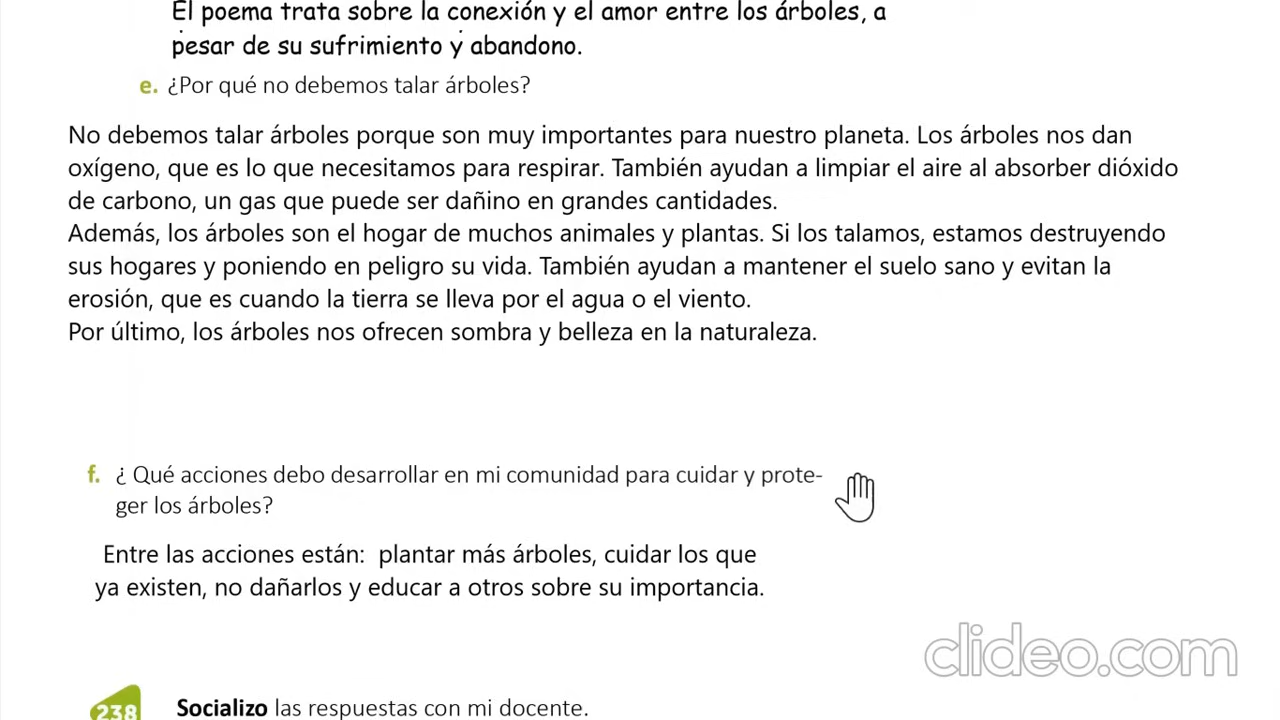 El poema trata sobre la conexión y el amor entre los árboles, a
pesar de su sufrimiento y abandono.
e. ¿Por qué no debemos talar árboles?
No debemos talar árboles porque son muy importantes para nuestro planeta. Los árboles nos dan
oxígeno, que es lo que necesitamos para respirar. También ayudan a limpiar el aire al absorber dióxido
de carbono, un gas que puede ser dañino en grandes cantidades.
Además, los árboles son el hogar de muchos animales y plantas. Si los talamos, estamos destruyendo
sus hogares y poniendo en peligro su vida. También ayudan a mantener el suelo sano y evitan la
erosión, que es cuando la tierra se lleva por el agua o el viento.
Por último, los árboles nos ofrecen sombra y belleza en la naturaleza.
f. ¿ Qué acciones debo desarrollar en mi comunidad para cuidar y prote-
ger los árboles?
Entre las acciones están: plantar más árboles, cuidar los que
ya existen, no dañarlos y educar a otros sobre su importancia.
clideo.com
238 Socializo las respuestas con mi docente.